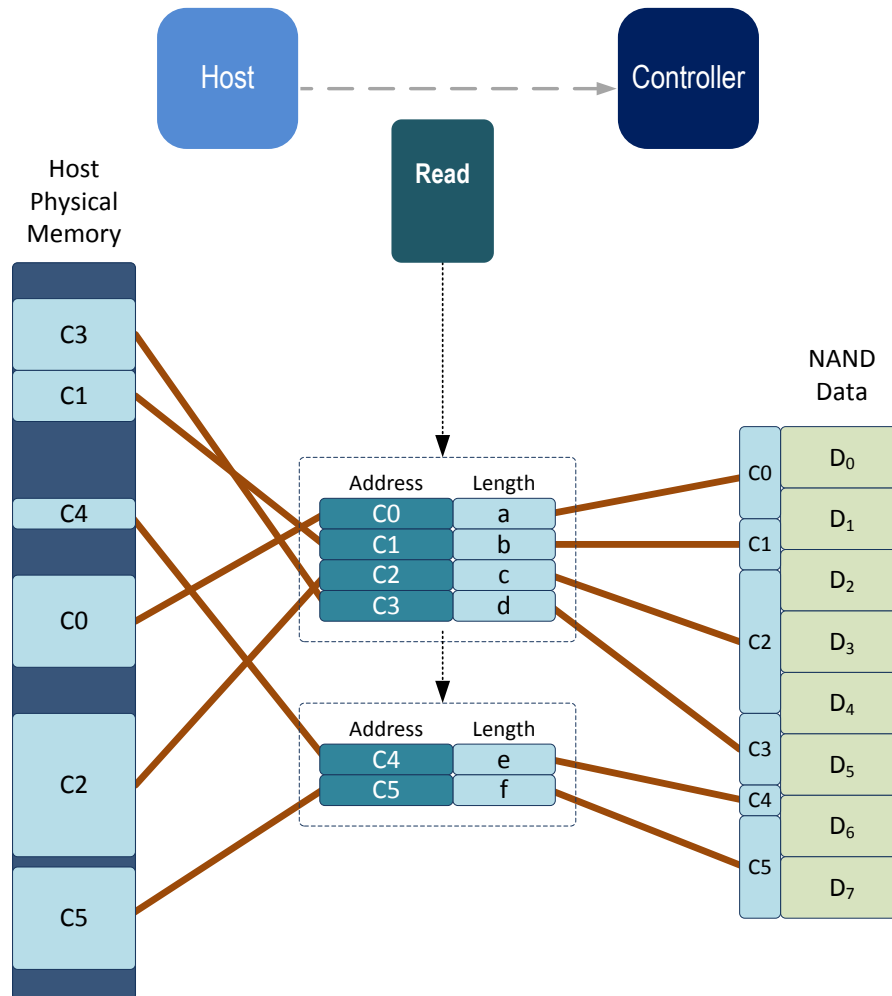 Host
Controller
Read
Host
Physical
Memory
C3
C1
C4
C0
C2
C5
Address Length
C0 a
C1 b
C2 c
C3 d
Address Length
C4 e
C5 f
NAND
Data
C0
C1
C2
C3
C4
C5
D₀
D₁
D₂
D₃
D₄
D₅
D₆
D₇